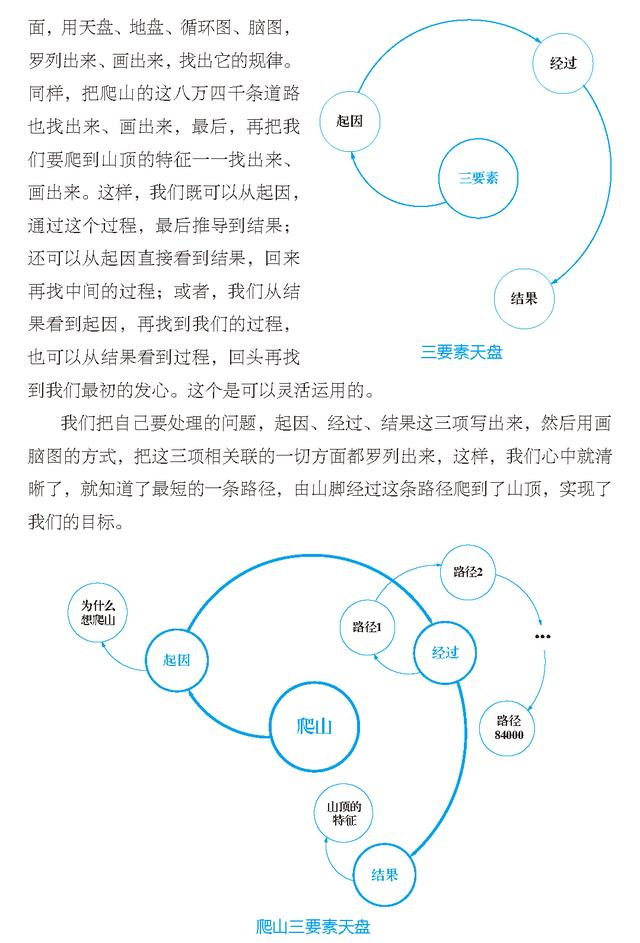 面，用天盘、地盘、循环图、脑图，
罗列出来、画出来，找出它的规律。
同样，把爬山的这八万四千条道路
也找出来、画出来，最后，再把我
们要爬到山顶的特征一一找出来、
画出来。这样，我们既可以从起因，
通过这个过程，最后推导到结果；
还可以从起因直接看到结果，回来
再找中间的过程；或者，我们从结
果看到起因，再找到我们的过程，
也可以从结果看到过程，回头再找
到我们最初的发心。这个是可以灵活运用的。
经过
起因
三要素
结果
三要素天盘
我们把自己要处理的问题，起因、经过、结果这三项写出来，然后用画
脑图的方式，把这三项相关联的一切方面都罗列出来，这样，我们心中就清
晰了，就知道了最短的一条路径，由山脚经过这条路径爬到了山顶，实现了
我们的目标。
为什么
想爬山
起因
爬山
路径1
路径2
经过
...
路径
84000
山顶的
特征
结果
爬山三要素天盘